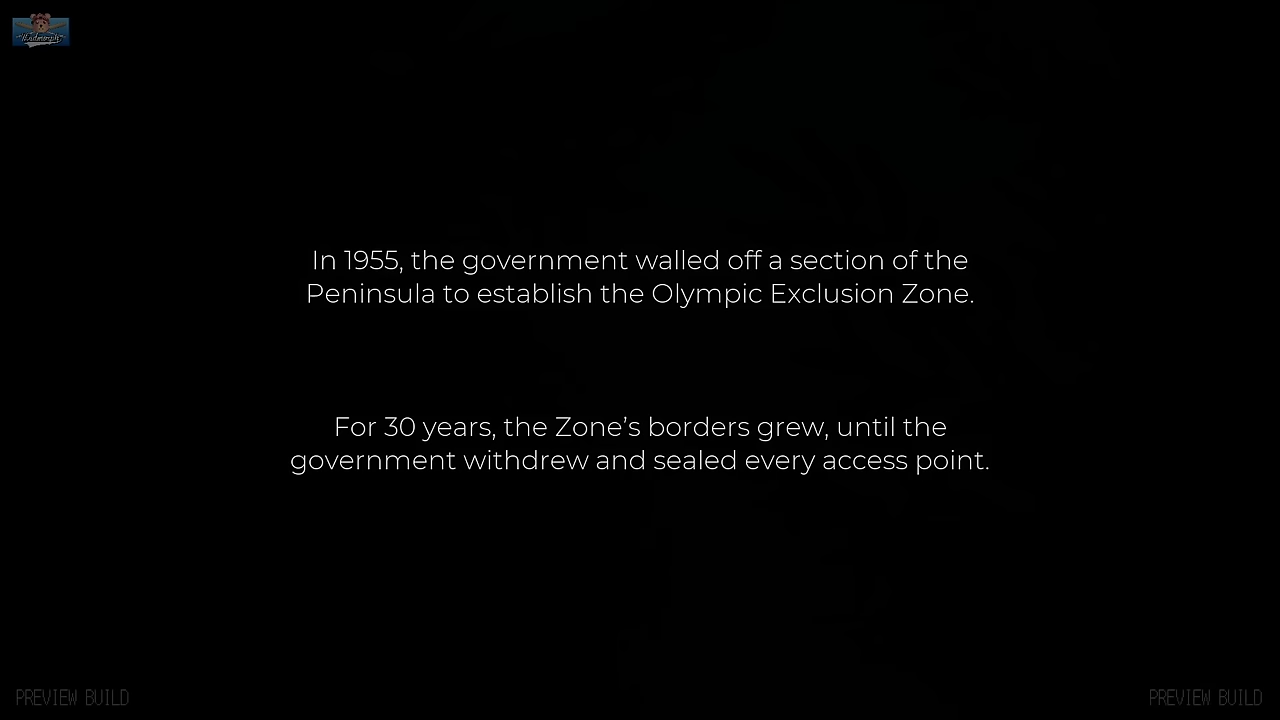 In 1955, the government walled off a section of the
Peninsula to establish the Olympic Exclusion Zone.
For 30 years, the Zone’s borders grew, until the
government withdrew and sealed every access point.
PREVIEW BUILD
PREVIEW BUILD